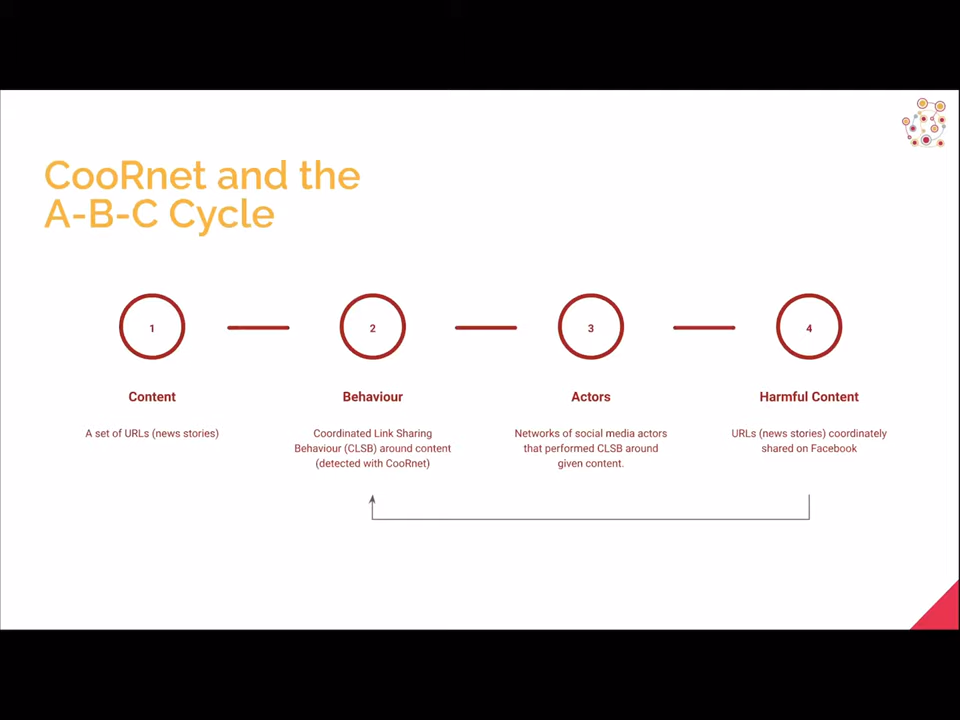 CooRnet and the
A-B-C Cycle
1
2
3
4
Content
Behaviour
Actors
Harmful Content
A set of URLs (news stories)
Coordinated Link Sharing
Behaviour (CLSB) around content
(detected with CooRnet)
Networks of social media actors
that performed CLSB around
given content.
URLs (news stories) coordinately
shared on Facebook